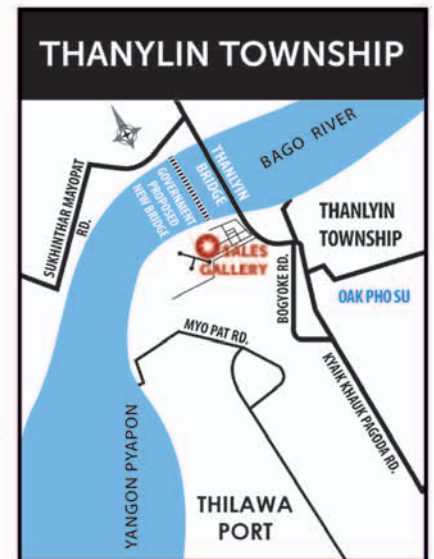 THANYLIN TOWNSHIP
BAGO RIVER
THANLYIN
BRIDGE
GOVERNMENT
PROPOSED
NEW BRIDGE
SUKHINTHAR MAYOPAT
RD.
THANLYIN
TOWNSHIP
SALES
GALLERY
BOGYOKE RD.
OAK PHO SU
MYO PAT RD.
KYAIK KHAUK PAGODA RD.
YANGON PYAPON
THILAWA
PORT